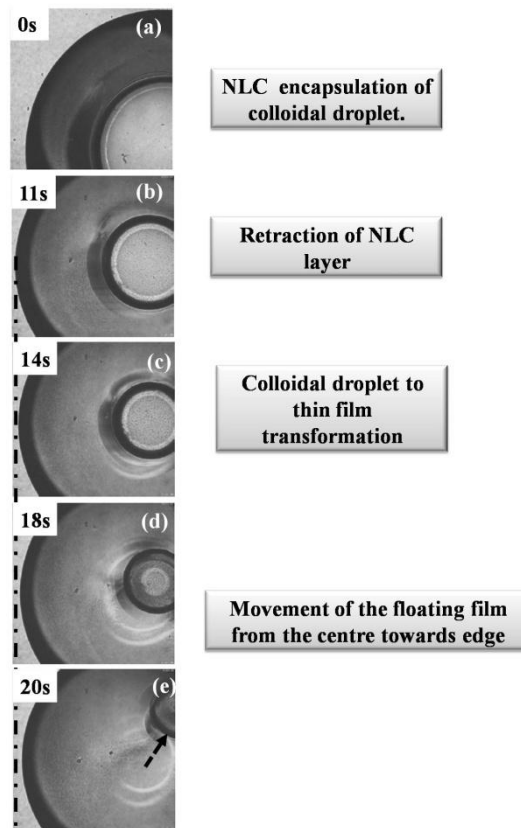 0s
(a)
NLC encapsulation of
colloidal droplet.
11s
(b)
Retraction of NLC
layer
14s
(c)
Colloidal droplet to
thin film
transformation
18s
(d)
Movement of the floating film
from the centre towards edge
20s
(e)